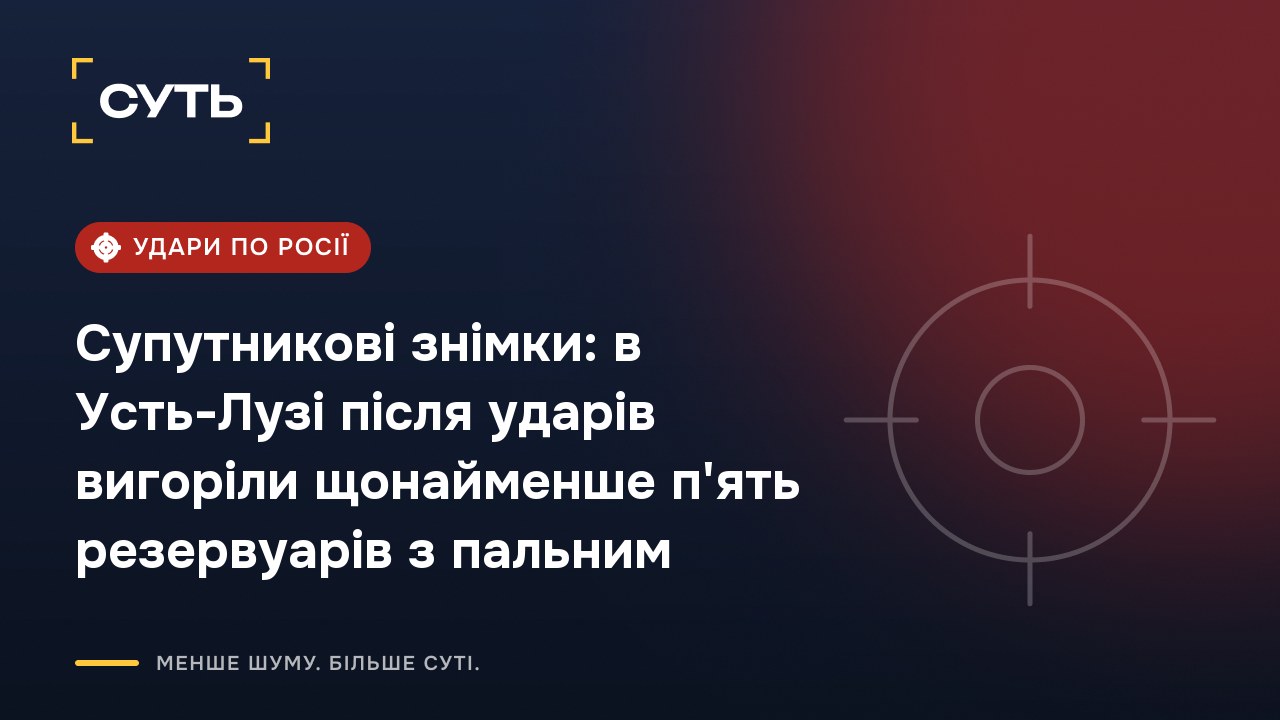 СУТЬ
УДАРИ ПО РОСІЇ
Супутникові знімки: в
Усть-Лузі після ударів
вигоріли щонайменше п'ять
резервуарів з пальним
МЕНШЕ ШУМУ. БІЛЬШЕ СУТІ.